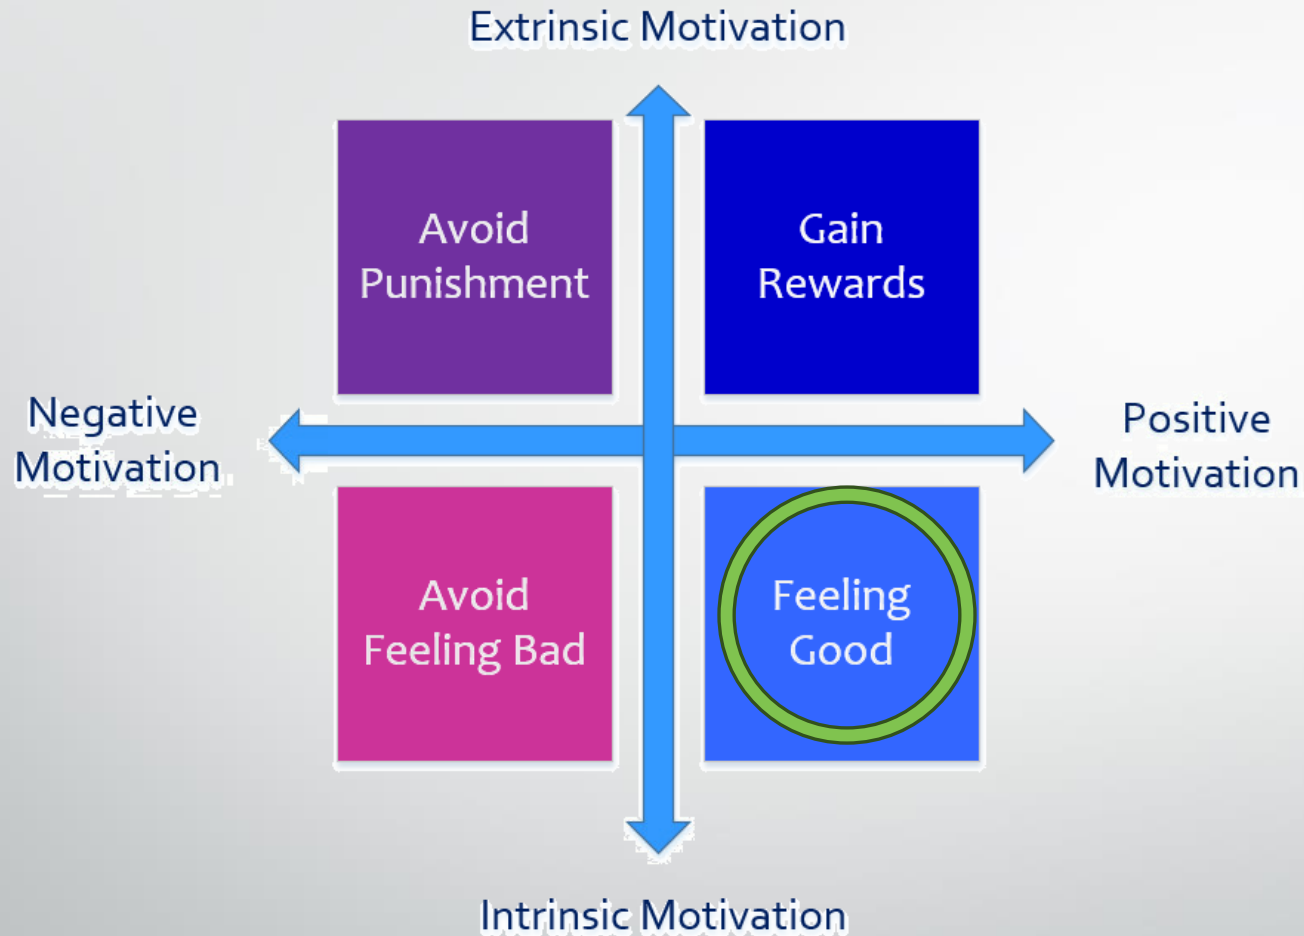 Extrinsic Motivation
Avoid
Punishment
Gain
Rewards
Negative
Motivation
Positive
Motivation
Avoid
Feeling Bad
Feeling
Good
Intrinsic Motivation